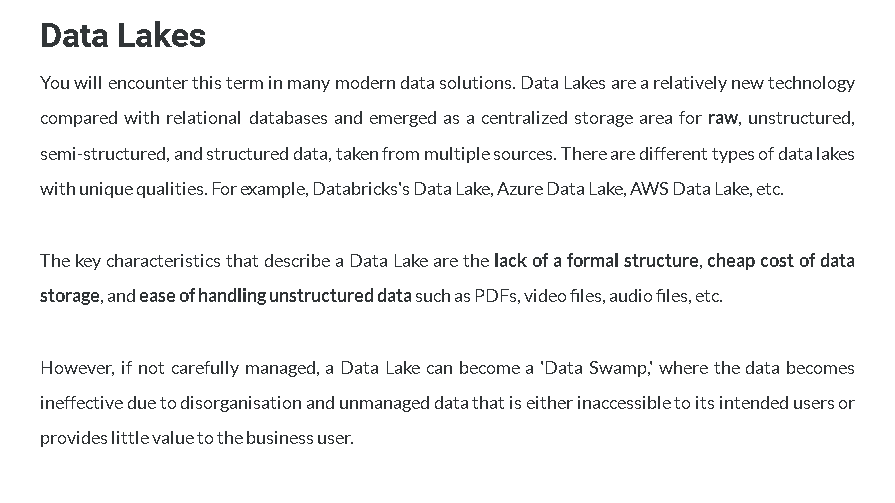 Data Lakes
You will encounter this term in many modern data solutions. Data Lakes are a relatively new technology
compared with relational databases and emerged as a centralized storage area for raw, unstructured,
semi-structured, and structured data, taken from multiple sources. There are different types of data lakes
with unique qualities. For example, Databricks's Data Lake, Azure Data Lake, AWS Data Lake, etc.
The key characteristics that describe a Data Lake are the lack of a formal structure, cheap cost of data
storage, and ease of handling unstructured data such as PDFs, video files, audio files, etc.
However, if not carefully managed, a Data Lake can become a 'Data Swamp,' where the data becomes
ineffective due to disorganisation and unmanaged data that is either inaccessible to its intended users or
provides little value to the business user.